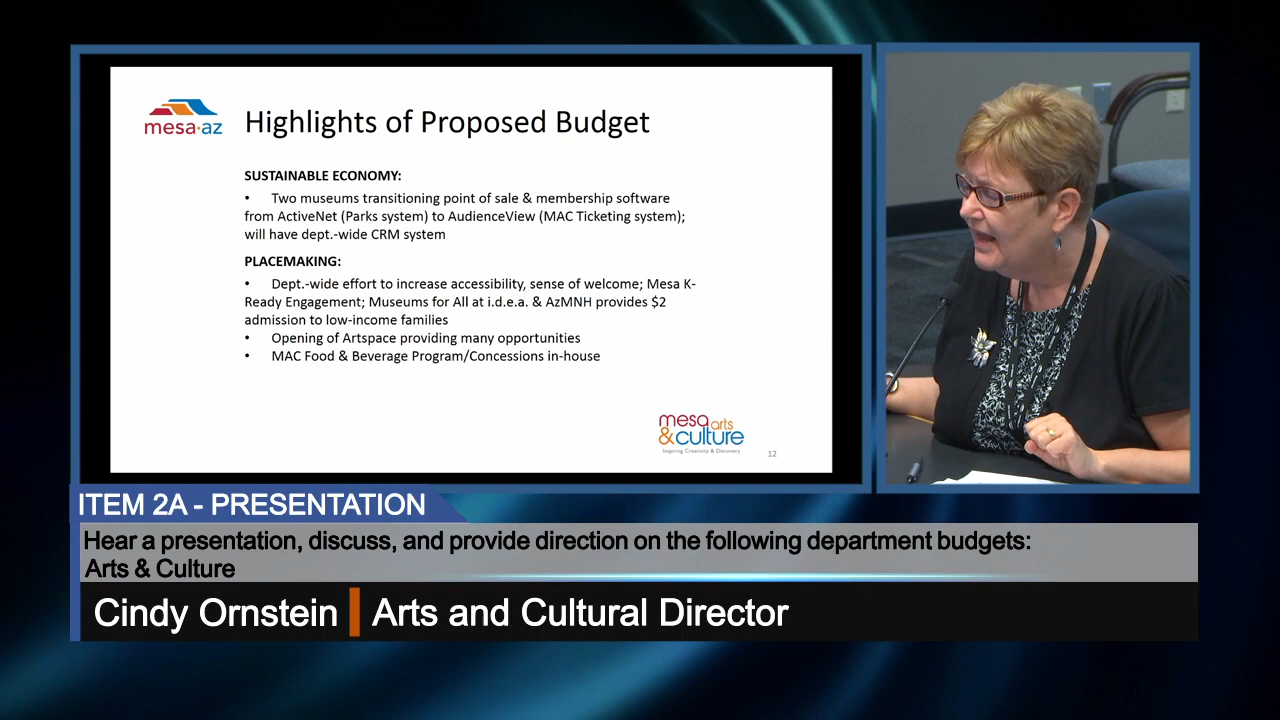 mesa·az
Highlights of Proposed Budget
SUSTAINABLE ECONOMY:
• Two museums transitioning point of sale & membership software
from ActiveNet (Parks system) to AudienceView (MAC Ticketing system);
will have dept.-wide CRM system
PLACEMAKING:
• Dept.-wide effort to increase accessibility, sense of welcome; Mesa K-
Ready Engagement; Museums for All at i.d.e.a. & AzMNH provides $2
admission to low-income families
• Opening of Artspace providing many opportunities
• MAC Food & Beverage Program/Concessions in-house
mesa arts
&culture
Inspiring Creativity & Discovery
12
ITEM 2A - PRESENTATION
Hear a presentation, discuss, and provide direction on the following department budgets:
Arts & Culture
Cindy Ornstein Arts and Cultural Director